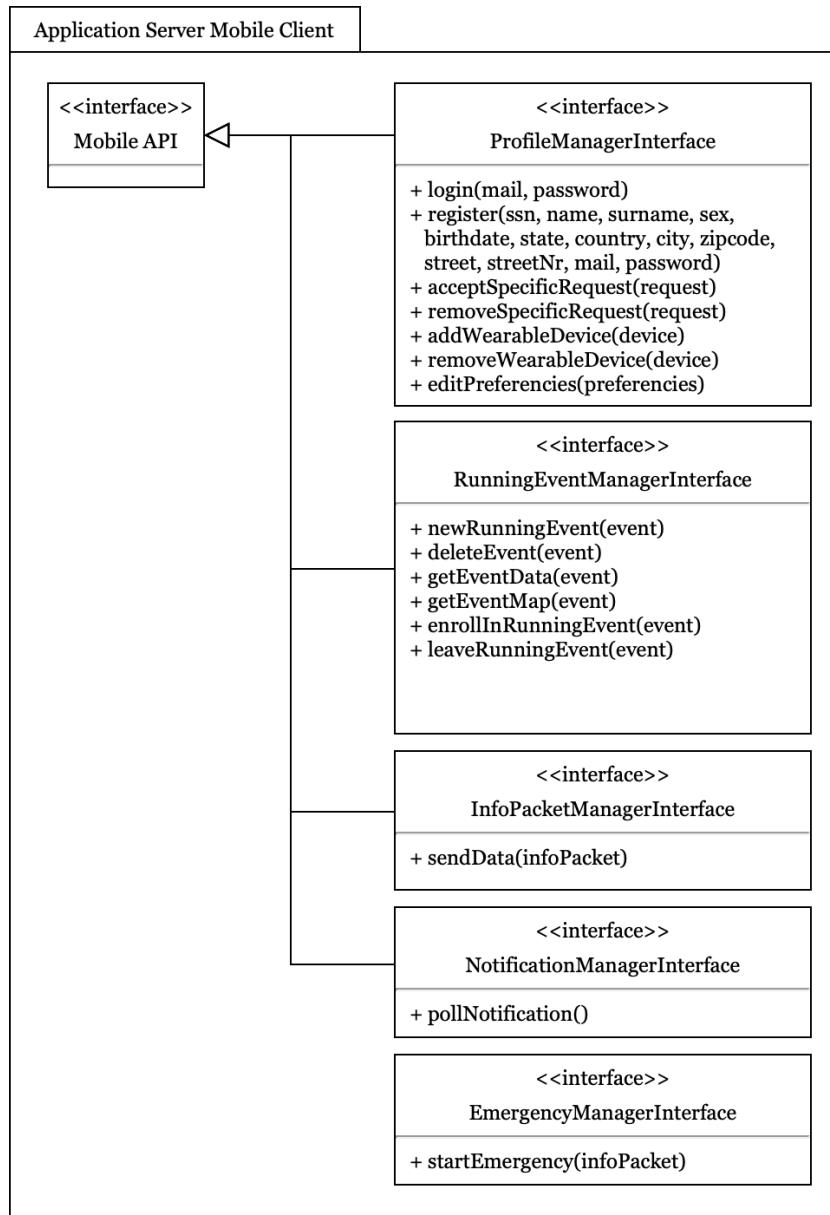 Application Server Mobile Client
<<interface>>
Mobile API
<<interface>>
ProfileManagerInterface
+ login(mail, password)
+ register(ssn, name, surname, sex,
birthdate, state, country, city, zipcode,
street, streetNr, mail, password)
+ acceptSpecificRequest(request)
+ removeSpecificRequest(request)
+ addWearableDevice(device)
+ removeWearableDevice(device)
+ editPreferencies(preferencies)
<<interface>>
RunningEventManagerInterface
+ newRunningEvent(event)
+ deleteEvent(event)
+ getEventData(event)
+ getEventMap(event)
+ enrollInRunningEvent(event)
+ leaveRunningEvent(event)
<<interface>>
InfoPacketManagerInterface
+ sendData(infoPacket)
<<interface>>
NotificationManagerInterface
+ pollNotification()
<<interface>>
EmergencyManagerInterface
+ startEmergency(infoPacket)